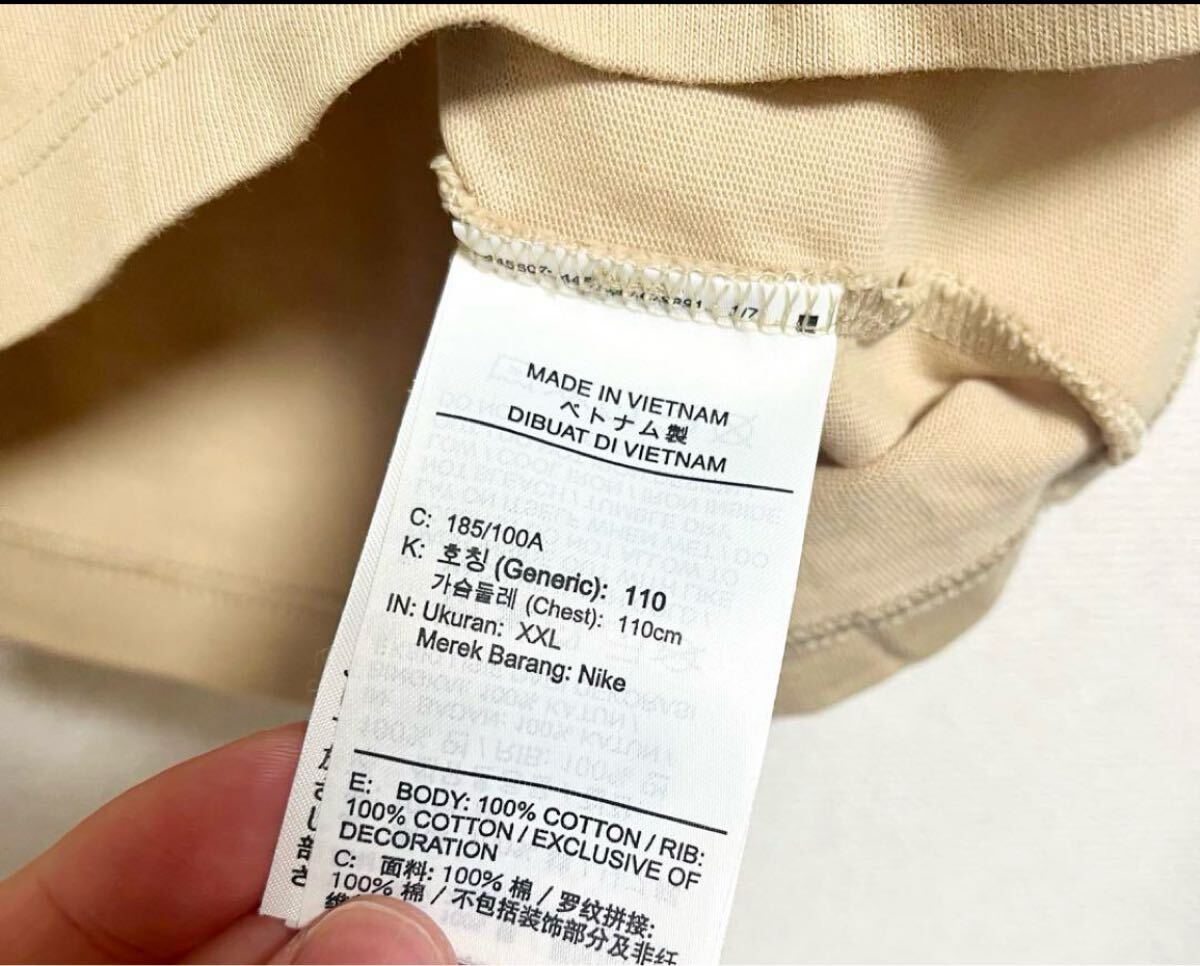 MADE IN VIETNAM
ベトナム製
DIBUAT DI VIETNAM
C: 185/100A
K: 호칭 (Generic): 110
가슴둘레 (Chest): 110cm
IN: Ukuran: XXL
Merek Barang: Nike
E: BODY: 100% COTTON / RIB:
100% COTTON / EXCLUSIVE OF
DECORATION
C: 面料: 100% 棉 / 罗纹拼接:
100% 棉 / 不包括装饰部分及非纤
维